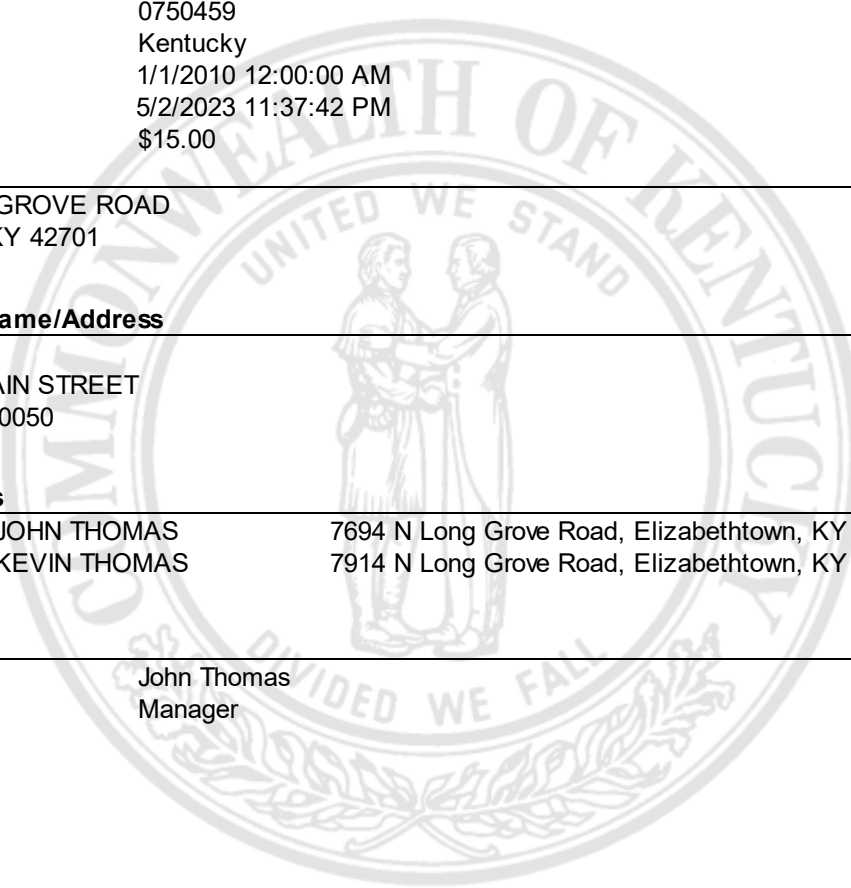 0750459
Kentucky
1/1/2010 12:00:00 AM
5/2/2023 11:37:42 PM
$15.00
GROVE ROAD
KY 42701
ame/Address
AIN STREET
0050
s
JOHN THOMAS 7694 N Long Grove Road, Elizabethtown, KY
KEVIN THOMAS 7914 N Long Grove Road, Elizabethtown, KY
John Thomas
Manager
COMMONWEALTH OF KENTUCKY
UNITED WE STAND
DIVIDED WE FALL